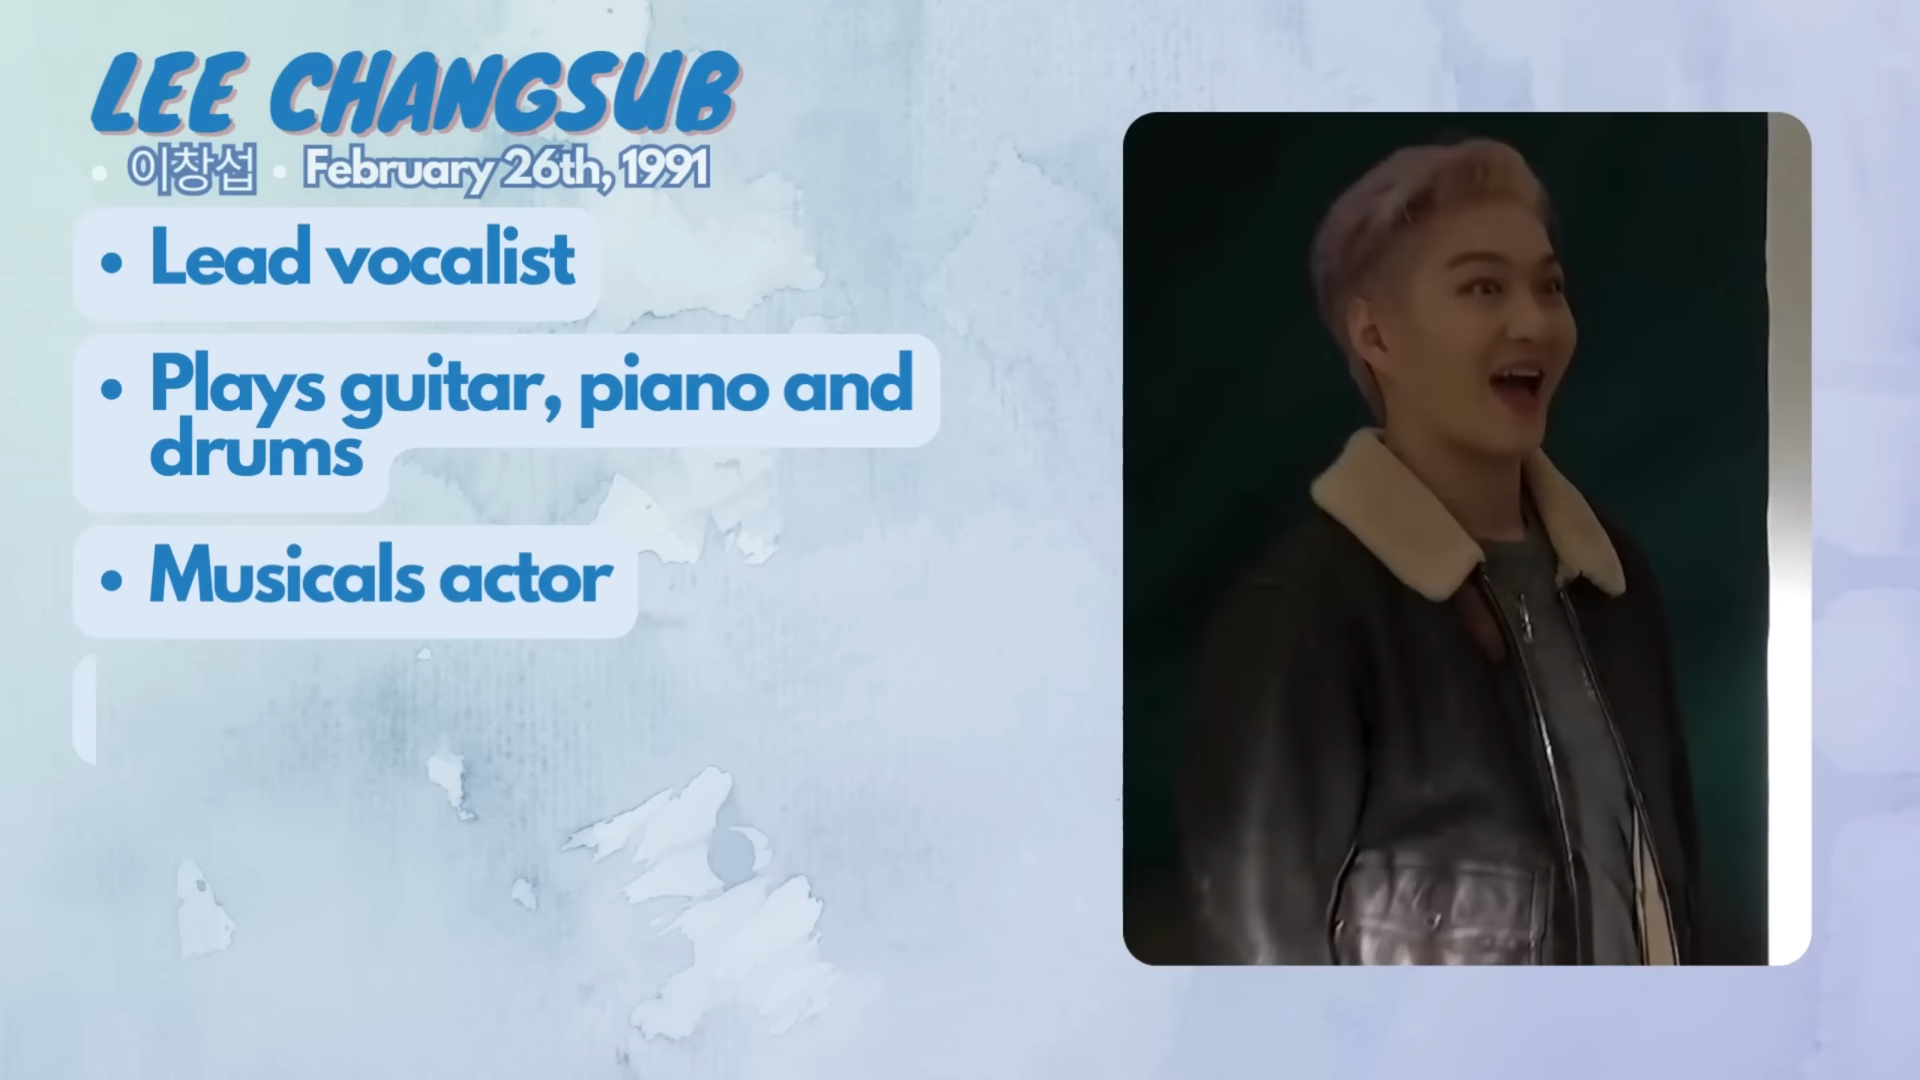 LEE CHANGSUB
• 이창섭 • February 26th, 1991
• Lead vocalist
• Plays guitar, piano and
drums
• Musicals actor